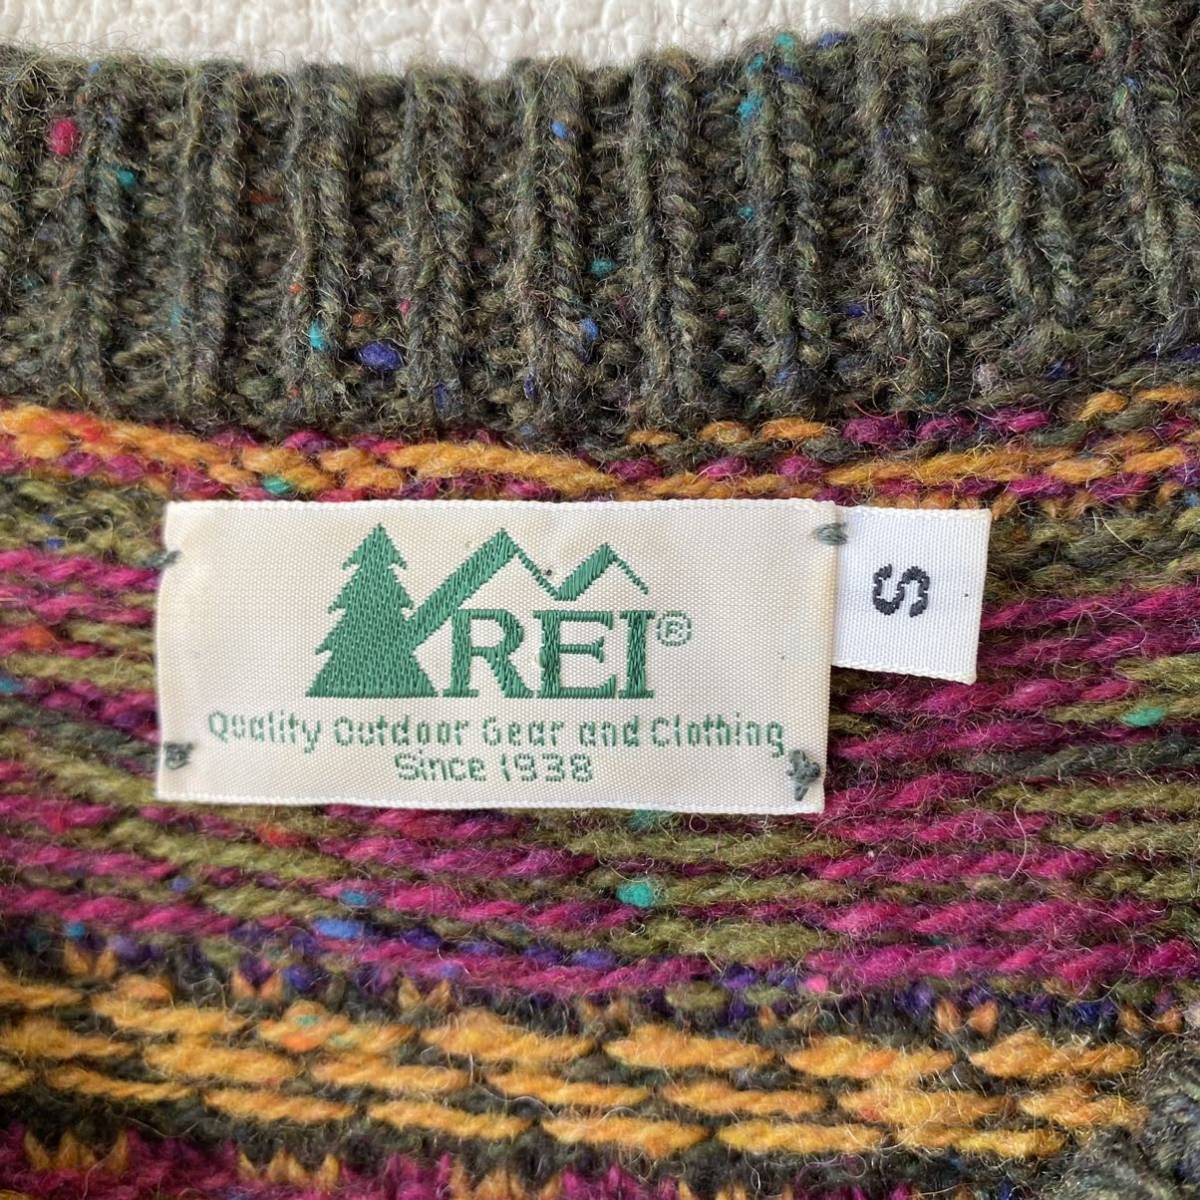 REI®
S
Quality Outdoor Gear and Clothing
Since 1938